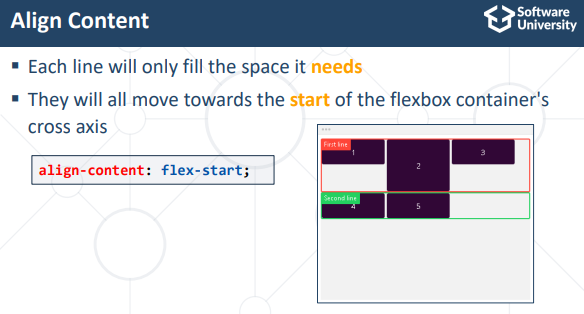 Align Content
Software
University
▪ Each line will only fill the space it needs
▪ They will all move towards the start of the flexbox container's
cross axis
align-content: flex-start;
First line
1
2
3
Second line
4
5